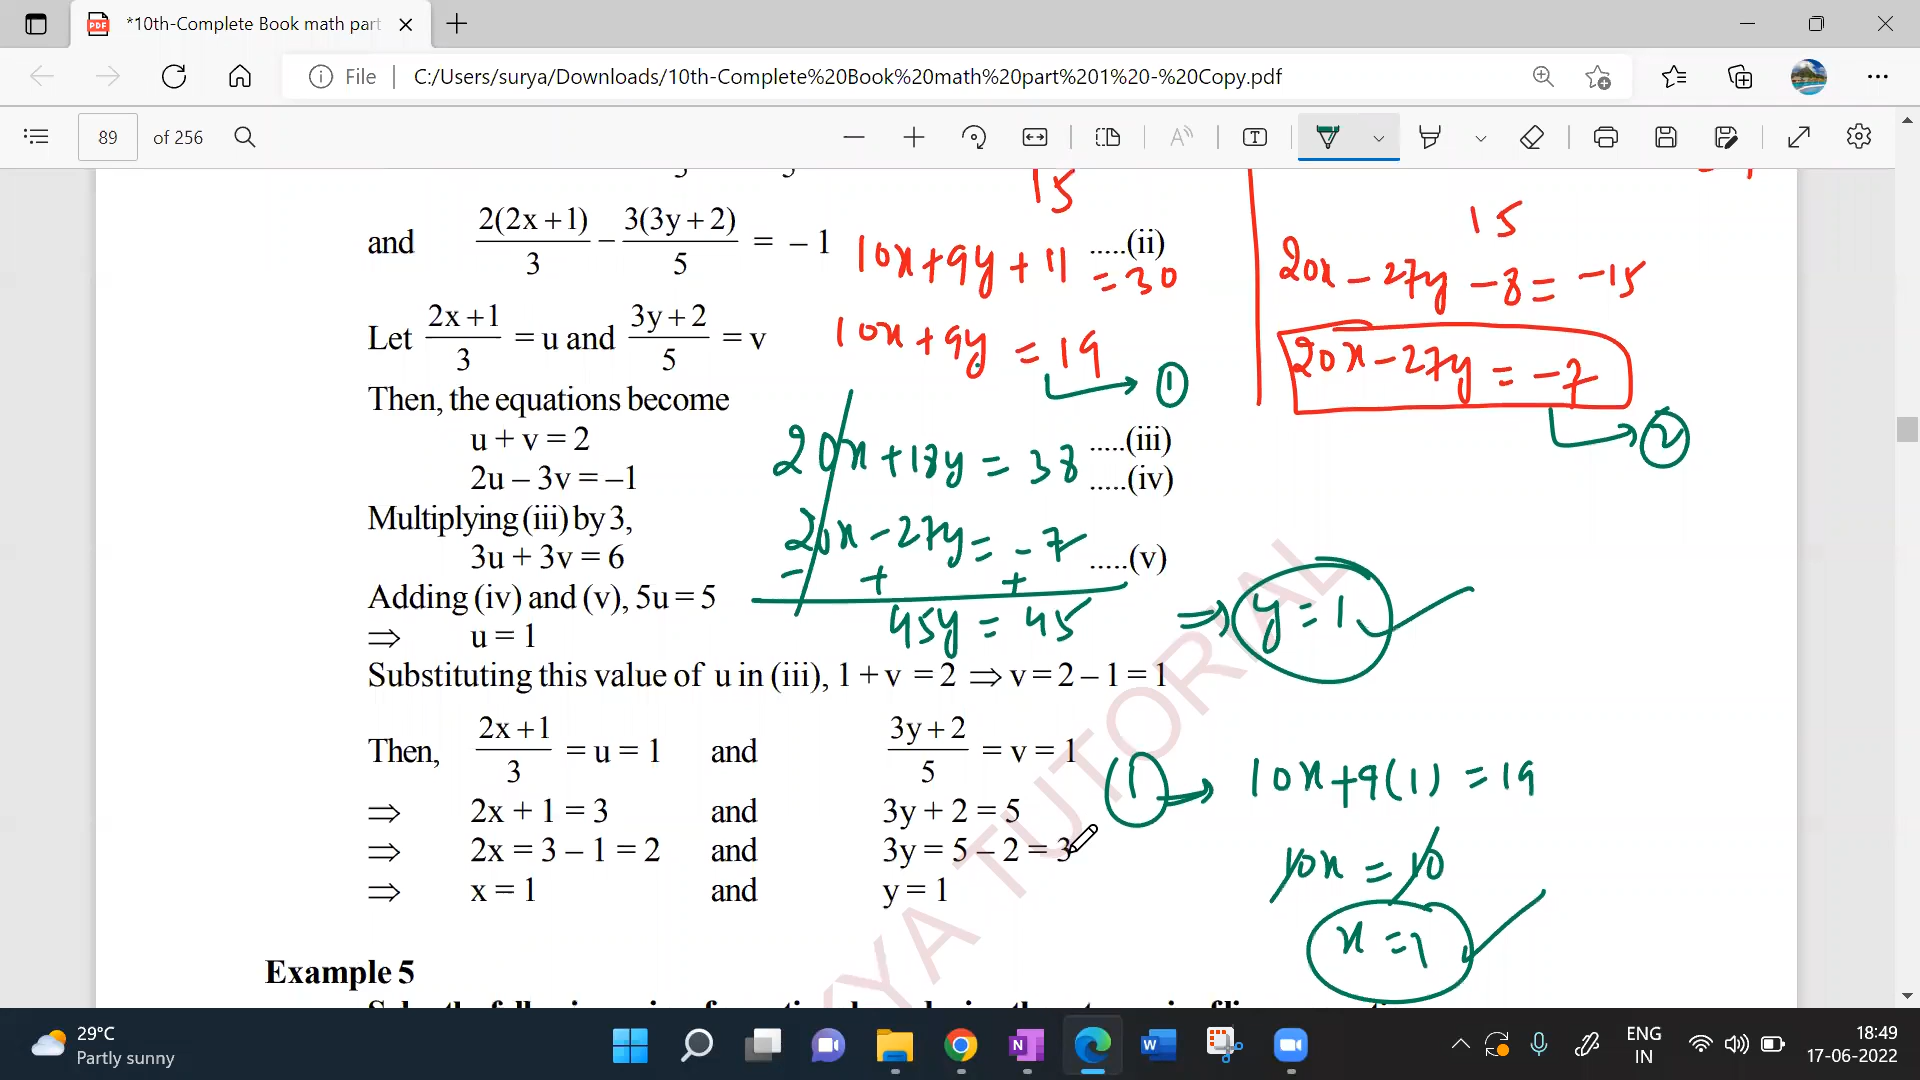 *10th-Complete Book math part
File
C:/Users/surya/Downloads/10th-Complete%20Book%20math%20part%201%20-%20Copy.pdf
89 of 256
15
15
and 2(2x+1)/3 – 3(3y+2)/5 = – 1 .....(ii)
10x+9y+11 = 30
20x – 27y – 8 = –15
Let 2x+1/3 = u and 3y+2/5 = v
10x + 9y = 19
①
20x – 27y = –7
②
Then, the equations become
u + v = 2 .....(iii)
20x + 18y = 38
2u – 3v = –1 .....(iv)
Multiplying (iii) by 3,
20x – 27y = –7
3u + 3v = 6 .....(v)
– + +
Adding (iv) and (v), 5u = 5
45y = 45 ⇒ y = 1
⇒ u = 1
Substituting this value of u in (iii), 1 + v = 2 ⇒ v = 2 – 1 = 1
Then, 2x+1/3 = u = 1 and 3y+2/5 = v = 1
① → 10x+9(1) = 19
⇒ 2x + 1 = 3 and 3y + 2 = 5
⇒ 2x = 3 – 1 = 2 and 3y = 5 – 2 = 3
10x = 10
⇒ x = 1 and y = 1
x = 1
YA TUTORIAL
Example 5
29°C
Partly sunny
ENG
IN
18:49
17-06-2022